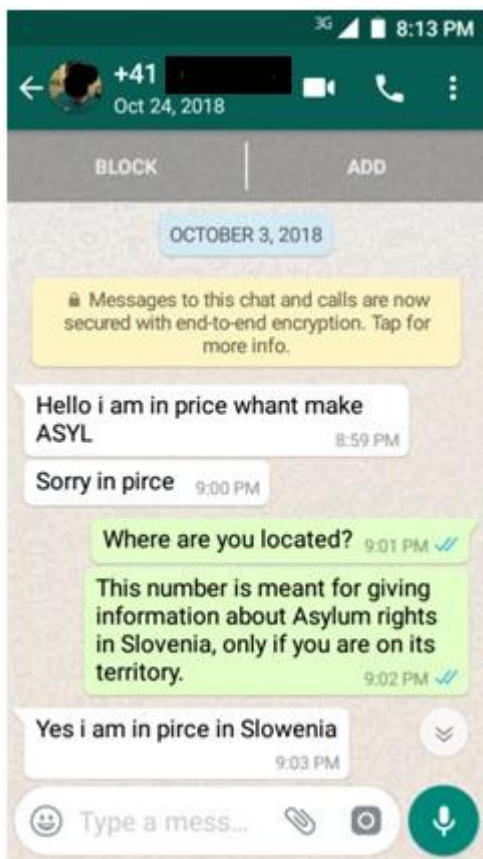 3G 8:13 PM
+41
Oct 24, 2018
BLOCK ADD
OCTOBER 3, 2018
Messages to this chat and calls are now
secured with end-to-end encryption. Tap for
more info.
Hello i am in price whant make
ASYL
8:59 PM
Sorry in pirce 9:00 PM
Where are you located? 9:01 PM
This number is meant for giving
information about Asylum rights
in Slovenia, only if you are on its
territory.
9:02 PM
Yes i am in pirce in Slowenia
9:03 PM
Type a mess...